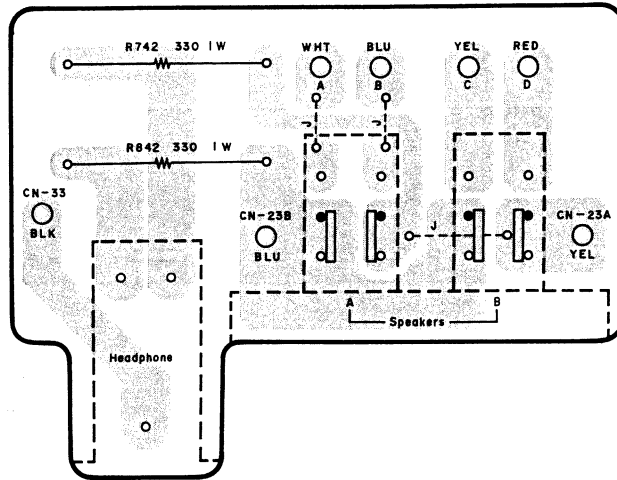 R742 330 1W
WHT BLU YEL RED
A B C D
J J
R842 330 1W
CN-33
BLK
CN-23B
BLU
J
CN-23A
YEL
A B
Speakers
Headphone